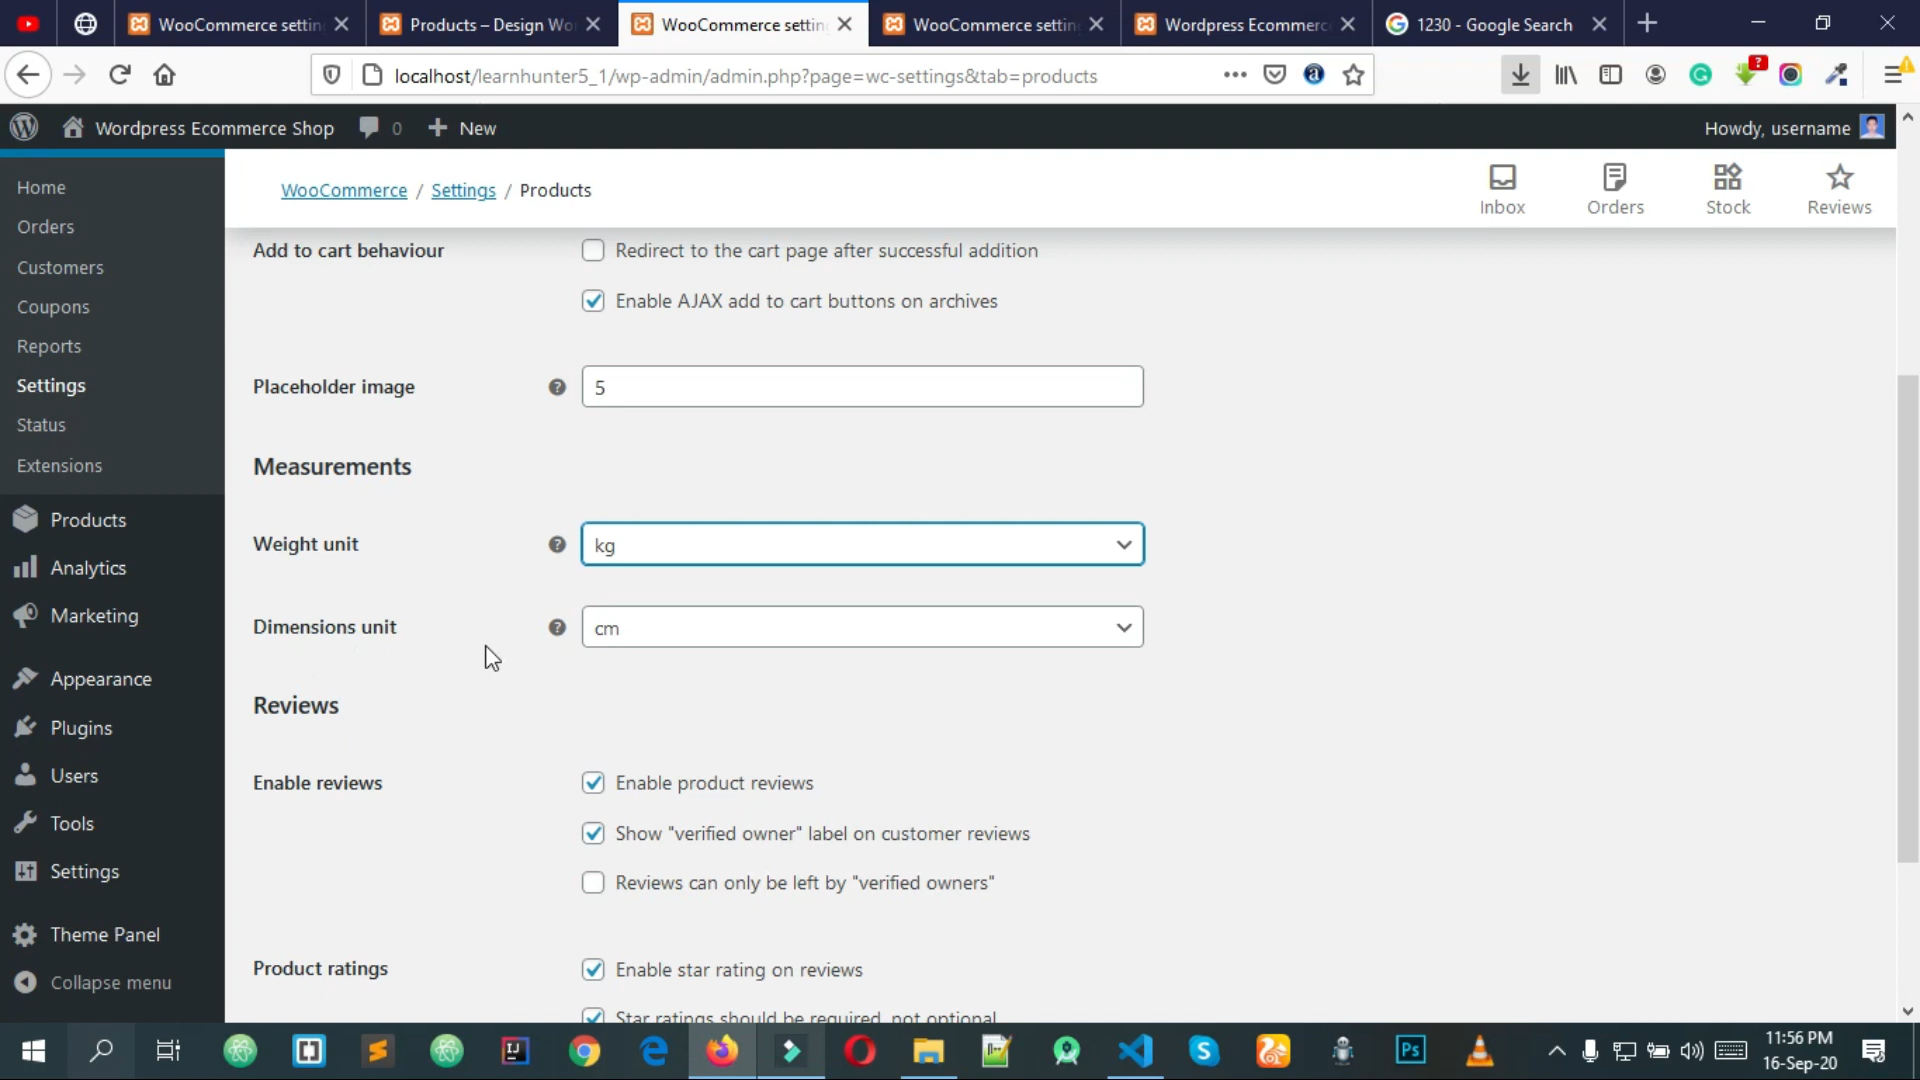 WooCommerce settin
Products – Design Wo
WooCommerce settin
WooCommerce settin
Wordpress Ecommerc
1230 - Google Search
localhost/learnhunter5_1/wp-admin/admin.php?page=wc-settings&tab=products
Wordpress Ecommerce Shop
0
New
Howdy, username
Home
Orders
Customers
Coupons
Reports
Settings
Status
Extensions
Products
Analytics
Marketing
Appearance
Plugins
Users
Tools
Settings
Theme Panel
Collapse menu
WooCommerce / Settings / Products
Inbox
Orders
Stock
Reviews
Add to cart behaviour
Redirect to the cart page after successful addition
Enable AJAX add to cart buttons on archives
Placeholder image
5
Measurements
Weight unit
kg
Dimensions unit
cm
Reviews
Enable reviews
Enable product reviews
Show "verified owner" label on customer reviews
Reviews can only be left by "verified owners"
Product ratings
Enable star rating on reviews
Star ratings should be required, not optional
11:56 PM
16-Sep-20